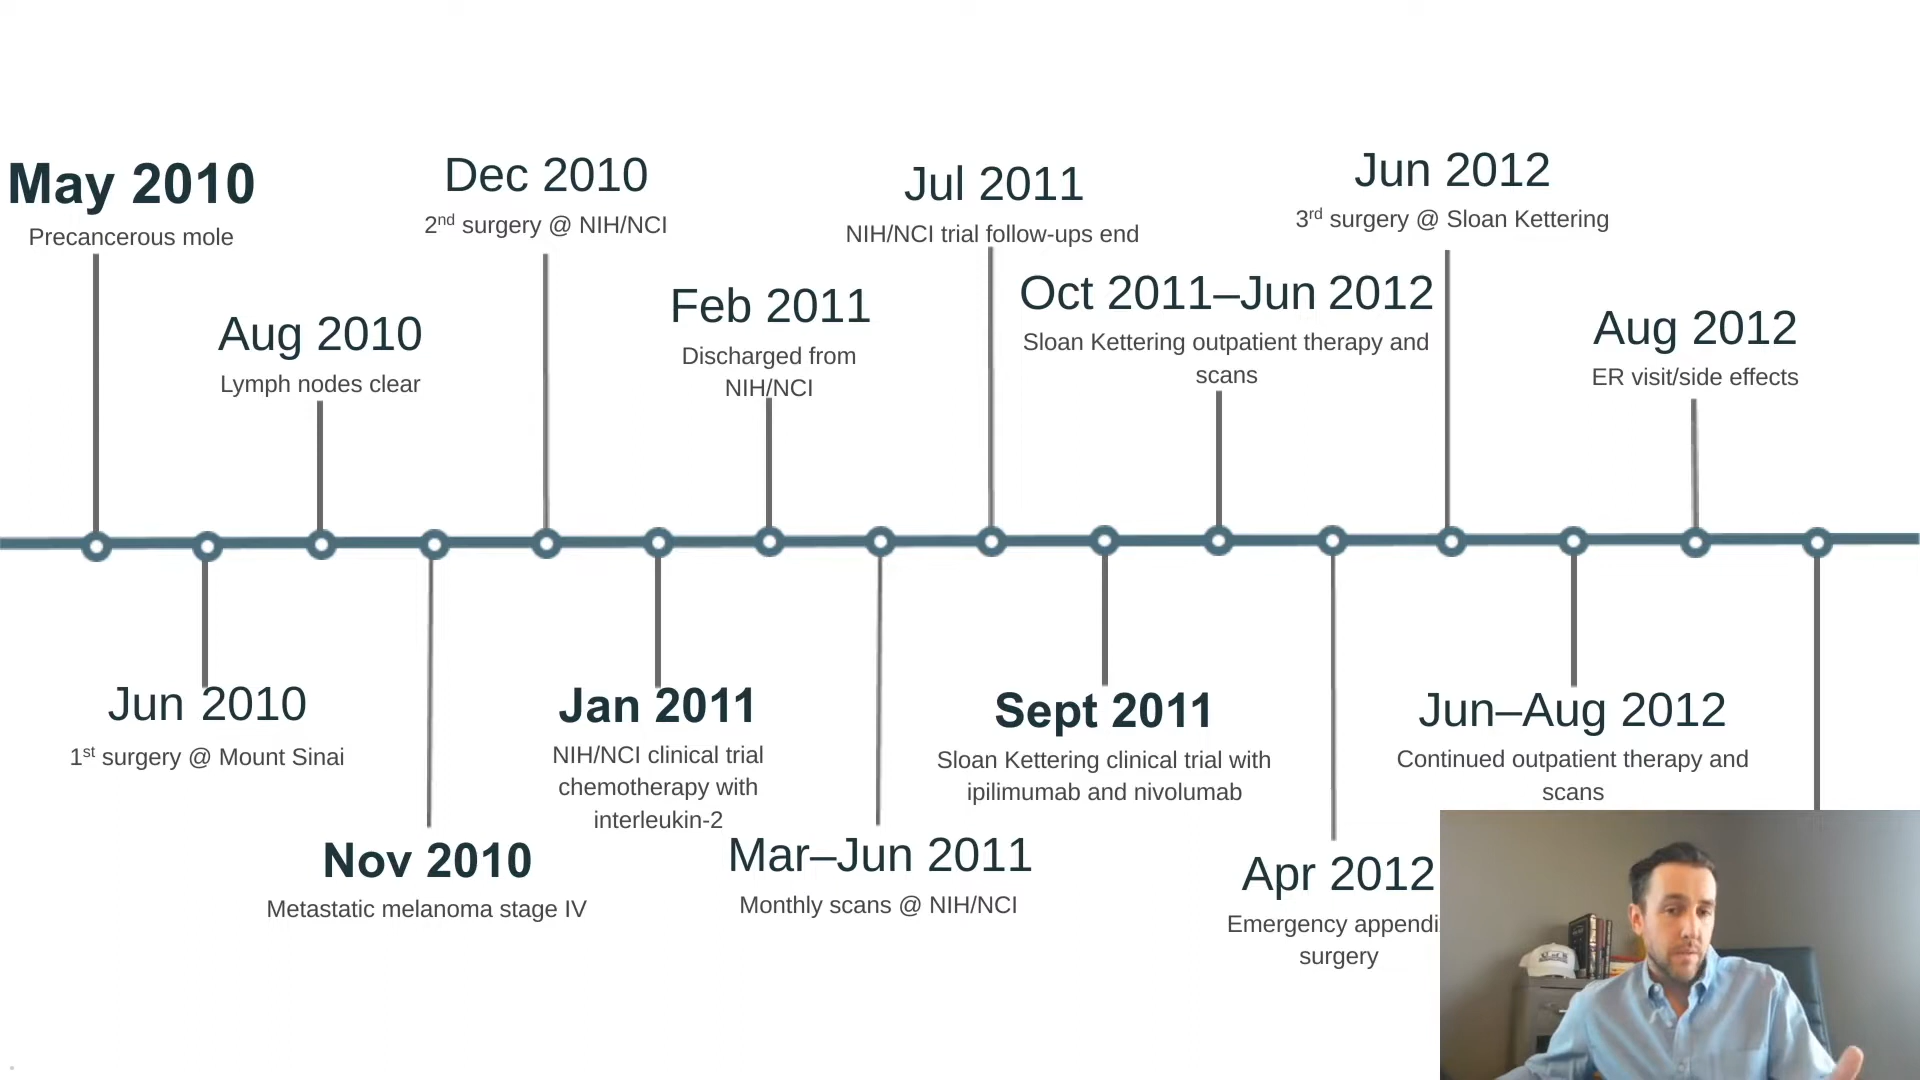 May 2010
Precancerous mole
Jun 2010
1st surgery @ Mount Sinai
Aug 2010
Lymph nodes clear
Nov 2010
Metastatic melanoma stage IV
Dec 2010
2nd surgery @ NIH/NCI
Jan 2011
NIH/NCI clinical trial
chemotherapy with
interleukin-2
Feb 2011
Discharged from
NIH/NCI
Mar–Jun 2011
Monthly scans @ NIH/NCI
Jul 2011
NIH/NCI trial follow-ups end
Sept 2011
Sloan Kettering clinical trial with
ipilimumab and nivolumab
Oct 2011–Jun 2012
Sloan Kettering outpatient therapy and
scans
Apr 2012
Emergency appendi
surgery
Jun 2012
3rd surgery @ Sloan Kettering
Jun–Aug 2012
Continued outpatient therapy and
scans
Aug 2012
ER visit/side effects